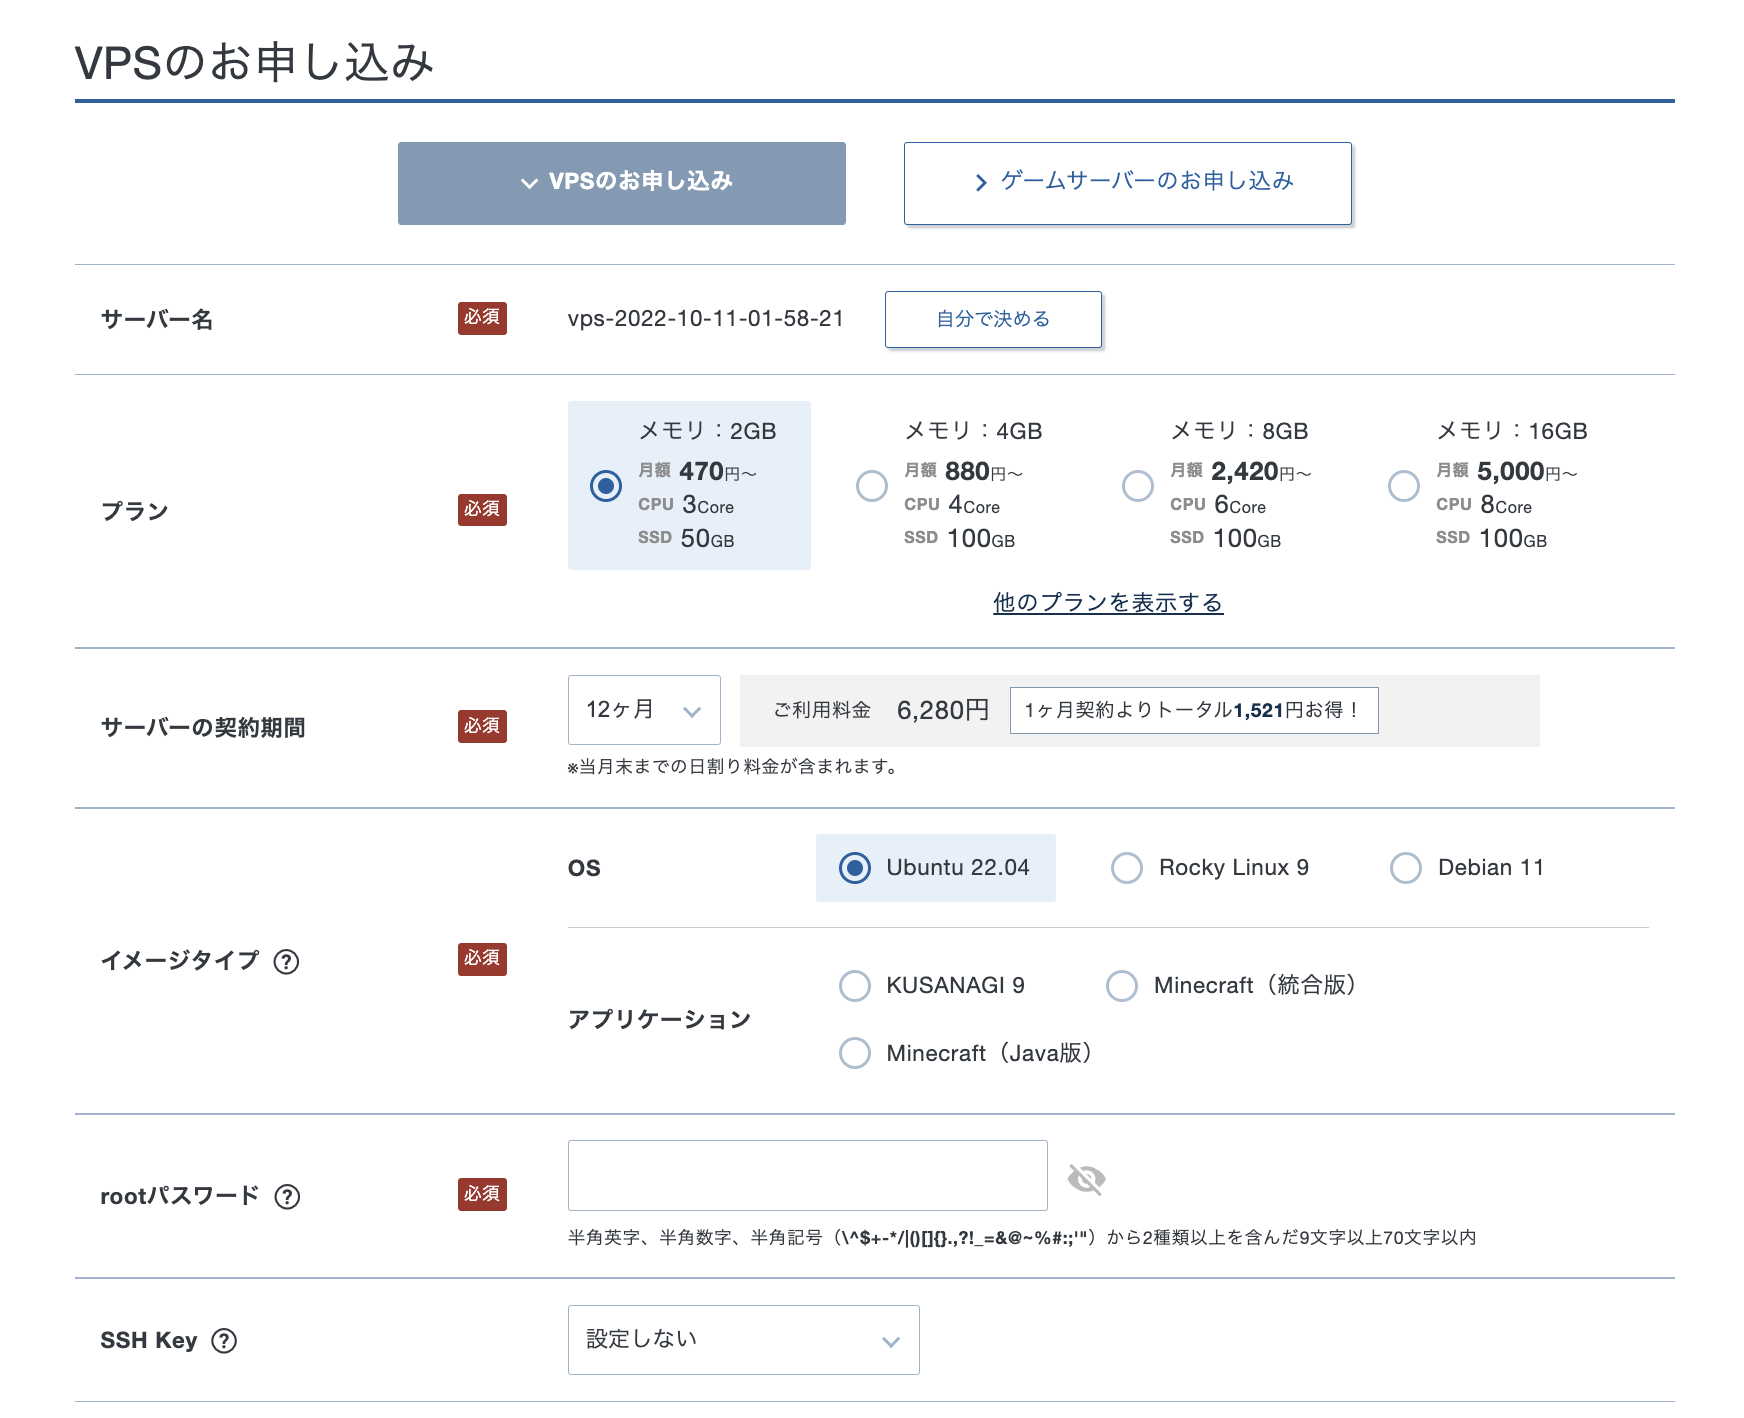 VPSのお申し込み
VPSのお申し込み
ゲームサーバーのお申し込み
サーバー名 必須 vps-2022-10-11-01-58-21 自分で決める
プラン 必須
メモリ：2GB
月額 470円～
CPU 3Core
SSD 50GB
メモリ：4GB
月額 880円～
CPU 4Core
SSD 100GB
メモリ：8GB
月額 2,420円～
CPU 6Core
SSD 100GB
メモリ：16GB
月額 5,000円～
CPU 8Core
SSD 100GB
他のプランを表示する
サーバーの契約期間 必須 12ヶ月 ご利用料金 6,280円 1ヶ月契約よりトータル1,521円お得！
※当月末までの日割り料金が含まれます。
イメージタイプ ? 必須
OS Ubuntu 22.04 Rocky Linux 9 Debian 11
アプリケーション
KUSANAGI 9 Minecraft（統合版）
Minecraft（Java版）
rootパスワード ? 必須
半角英字、半角数字、半角記号（\^$+-*/|()[]{}.,?!_=&@~%#:;'"）から2種類以上を含んだ9文字以上70文字以内
SSH Key ? 設定しない